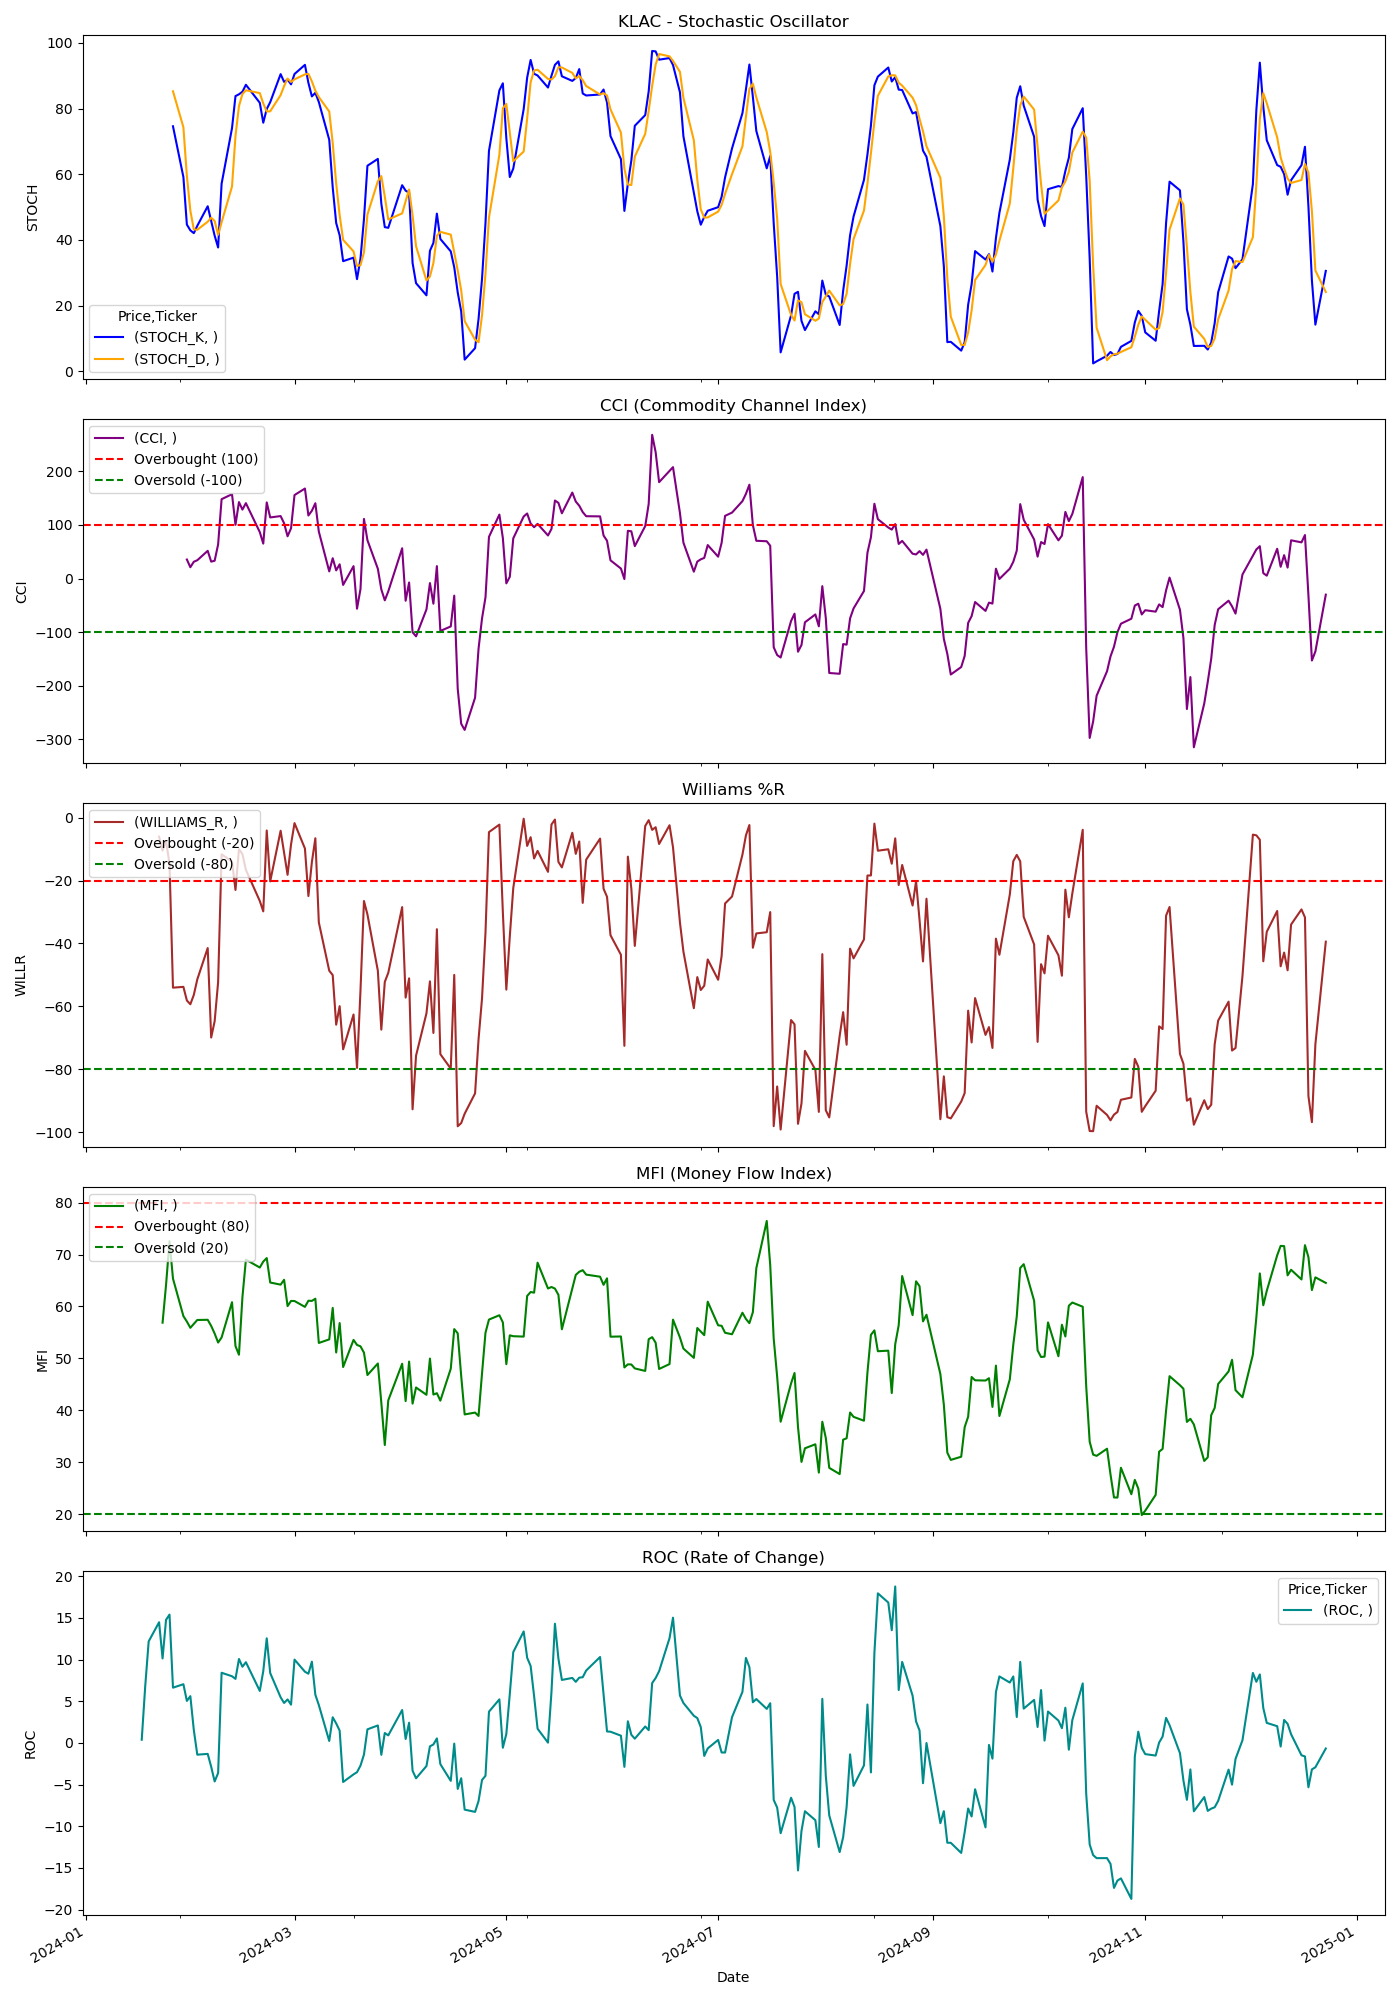 KLAC - Stochastic Oscillator
100
80
60
40
20
0
STOCH
Price,Ticker
(STOCH_K, )
(STOCH_D, )
CCI (Commodity Channel Index)
200
100
0
−100
−200
−300
CCI
(CCI, )
Overbought (100)
Oversold (-100)
Williams %R
0
−20
−40
−60
−80
−100
WILLR
(WILLIAMS_R, )
Overbought (-20)
Oversold (-80)
MFI (Money Flow Index)
80
70
60
50
40
30
20
MFI
(MFI, )
Overbought (80)
Oversold (20)
ROC (Rate of Change)
20
15
10
5
0
−5
−10
−15
−20
ROC
Price,Ticker
(ROC, )
2024-01
2024-03
2024-05
2024-07
2024-09
2024-11
2025-01
Date